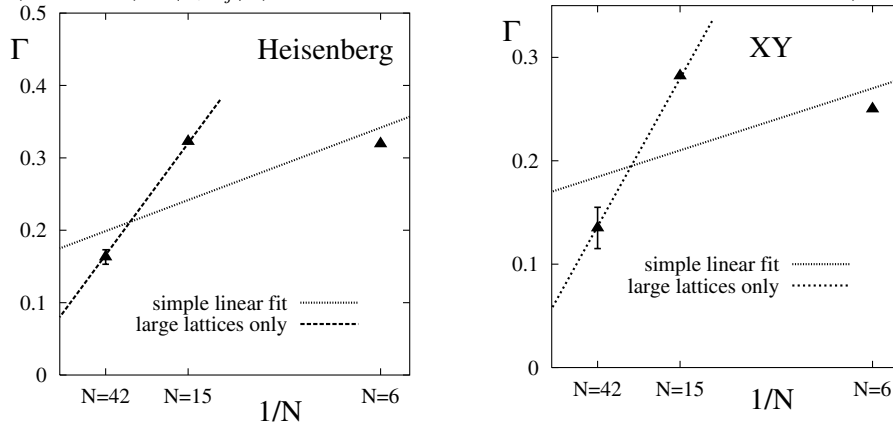 0.5
Γ
Heisenberg
0.4
0.3
0.2
0.1
0
simple linear fit
large lattices only
N=42
N=15
N=6
1/N
Γ
XY
0.3
0.2
0.1
0
simple linear fit
large lattices only
N=42
N=15
N=6
1/N